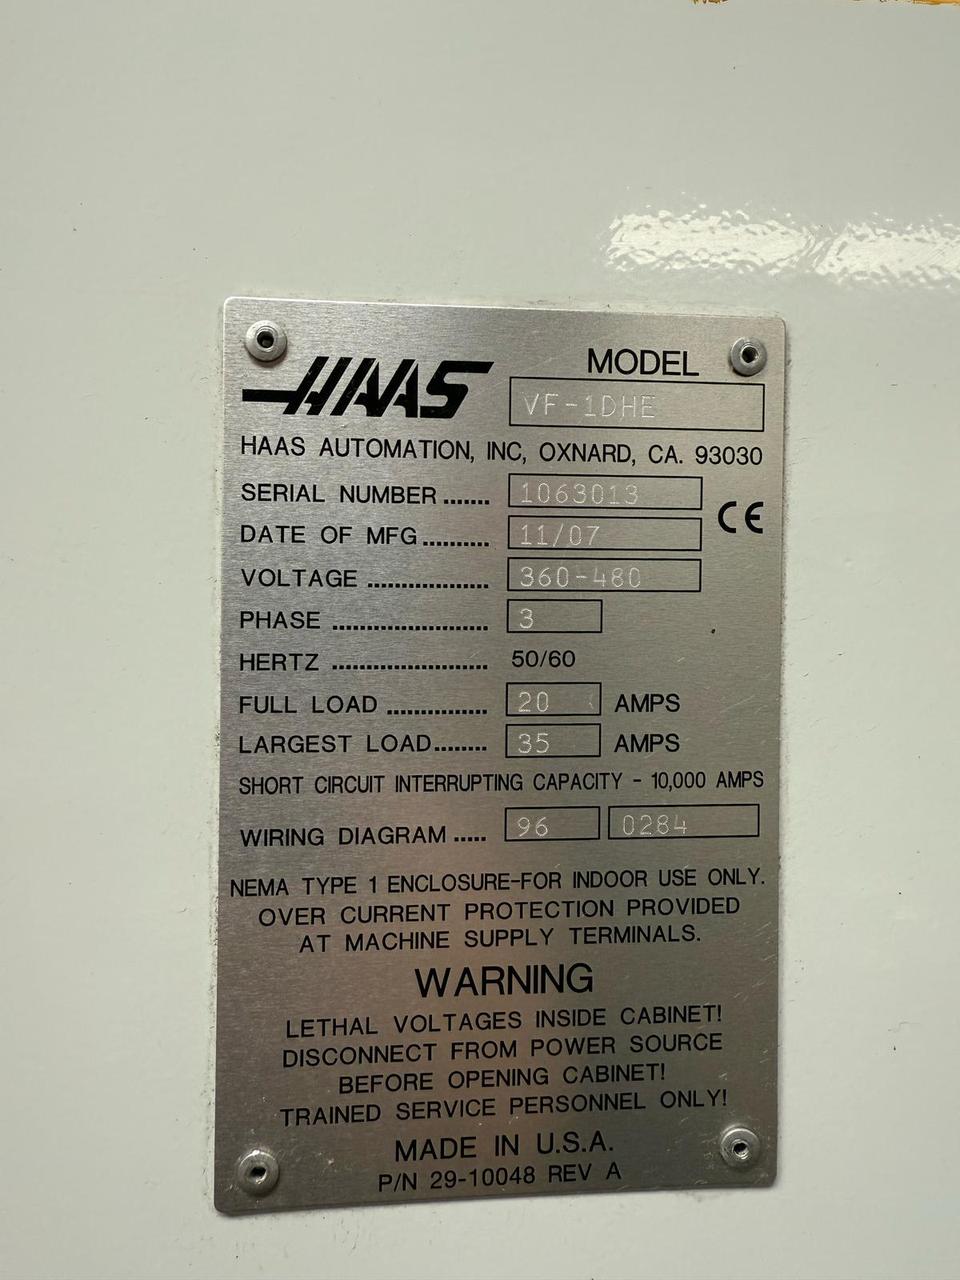 HAAS
MODEL
VF-1DHE
HAAS AUTOMATION, INC, OXNARD, CA. 93030
SERIAL NUMBER ....... 1063013
CE
DATE OF MFG .......... 11/07
VOLTAGE .................. 360-480
PHASE ....................... 3
HERTZ ....................... 50/60
FULL LOAD ............... 20 AMPS
LARGEST LOAD........ 35 AMPS
SHORT CIRCUIT INTERRUPTING CAPACITY - 10,000 AMPS
WIRING DIAGRAM ..... 96 0284
NEMA TYPE 1 ENCLOSURE-FOR INDOOR USE ONLY.
OVER CURRENT PROTECTION PROVIDED
AT MACHINE SUPPLY TERMINALS.
WARNING
LETHAL VOLTAGES INSIDE CABINET!
DISCONNECT FROM POWER SOURCE
BEFORE OPENING CABINET!
TRAINED SERVICE PERSONNEL ONLY!
MADE IN U.S.A.
P/N 29-10048 REV A